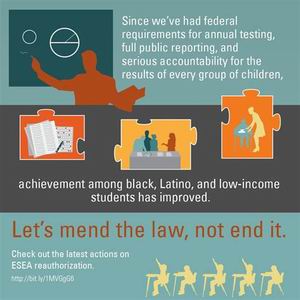 Since we've had federal
requirements for annual testing,
full public reporting, and
serious accountability for the
results of every group of children,
achievement among black, Latino, and low-income
students has improved.
Let's mend the law, not end it.
Check out the latest actions on
ESEA reauthorization.
http://bit.ly/1MVGgG6